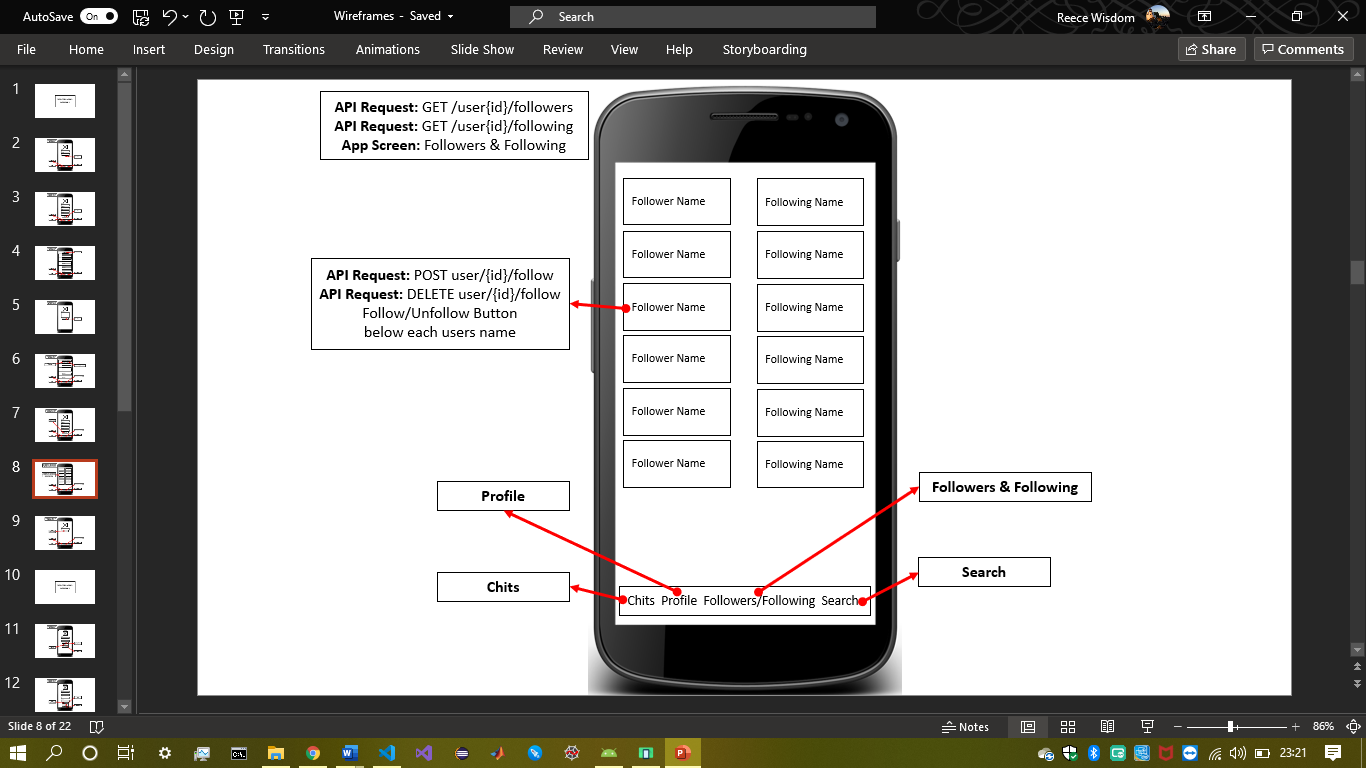 AutoSave On Wireframes - Saved Search Reece Wisdom
File Home Insert Design Transitions Animations Slide Show Review View Help Storyboarding Share Comments
1
2
3
4
5
6
7
8
9
10
11
12
API Request: GET /user{id}/followers
API Request: GET /user{id}/following
App Screen: Followers & Following
API Request: POST user/{id}/follow
API Request: DELETE user/{id}/follow
Follow/Unfollow Button
below each users name
Follower Name Following Name
Follower Name Following Name
Follower Name Following Name
Follower Name Following Name
Follower Name Following Name
Follower Name Following Name
Profile
Followers & Following
Chits
Search
Chits Profile Followers/Following Search
Slide 8 of 22 Notes 86%
23:21